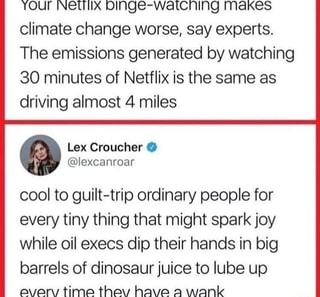 Your Netflix binge-watching makes
climate change worse, say experts.
The emissions generated by watching
30 minutes of Netflix is the same as
driving almost 4 miles
Lex Croucher
@lexcanroar
cool to guilt-trip ordinary people for
every tiny thing that might spark joy
while oil execs dip their hands in big
barrels of dinosaur juice to lube up
every time they have a wank